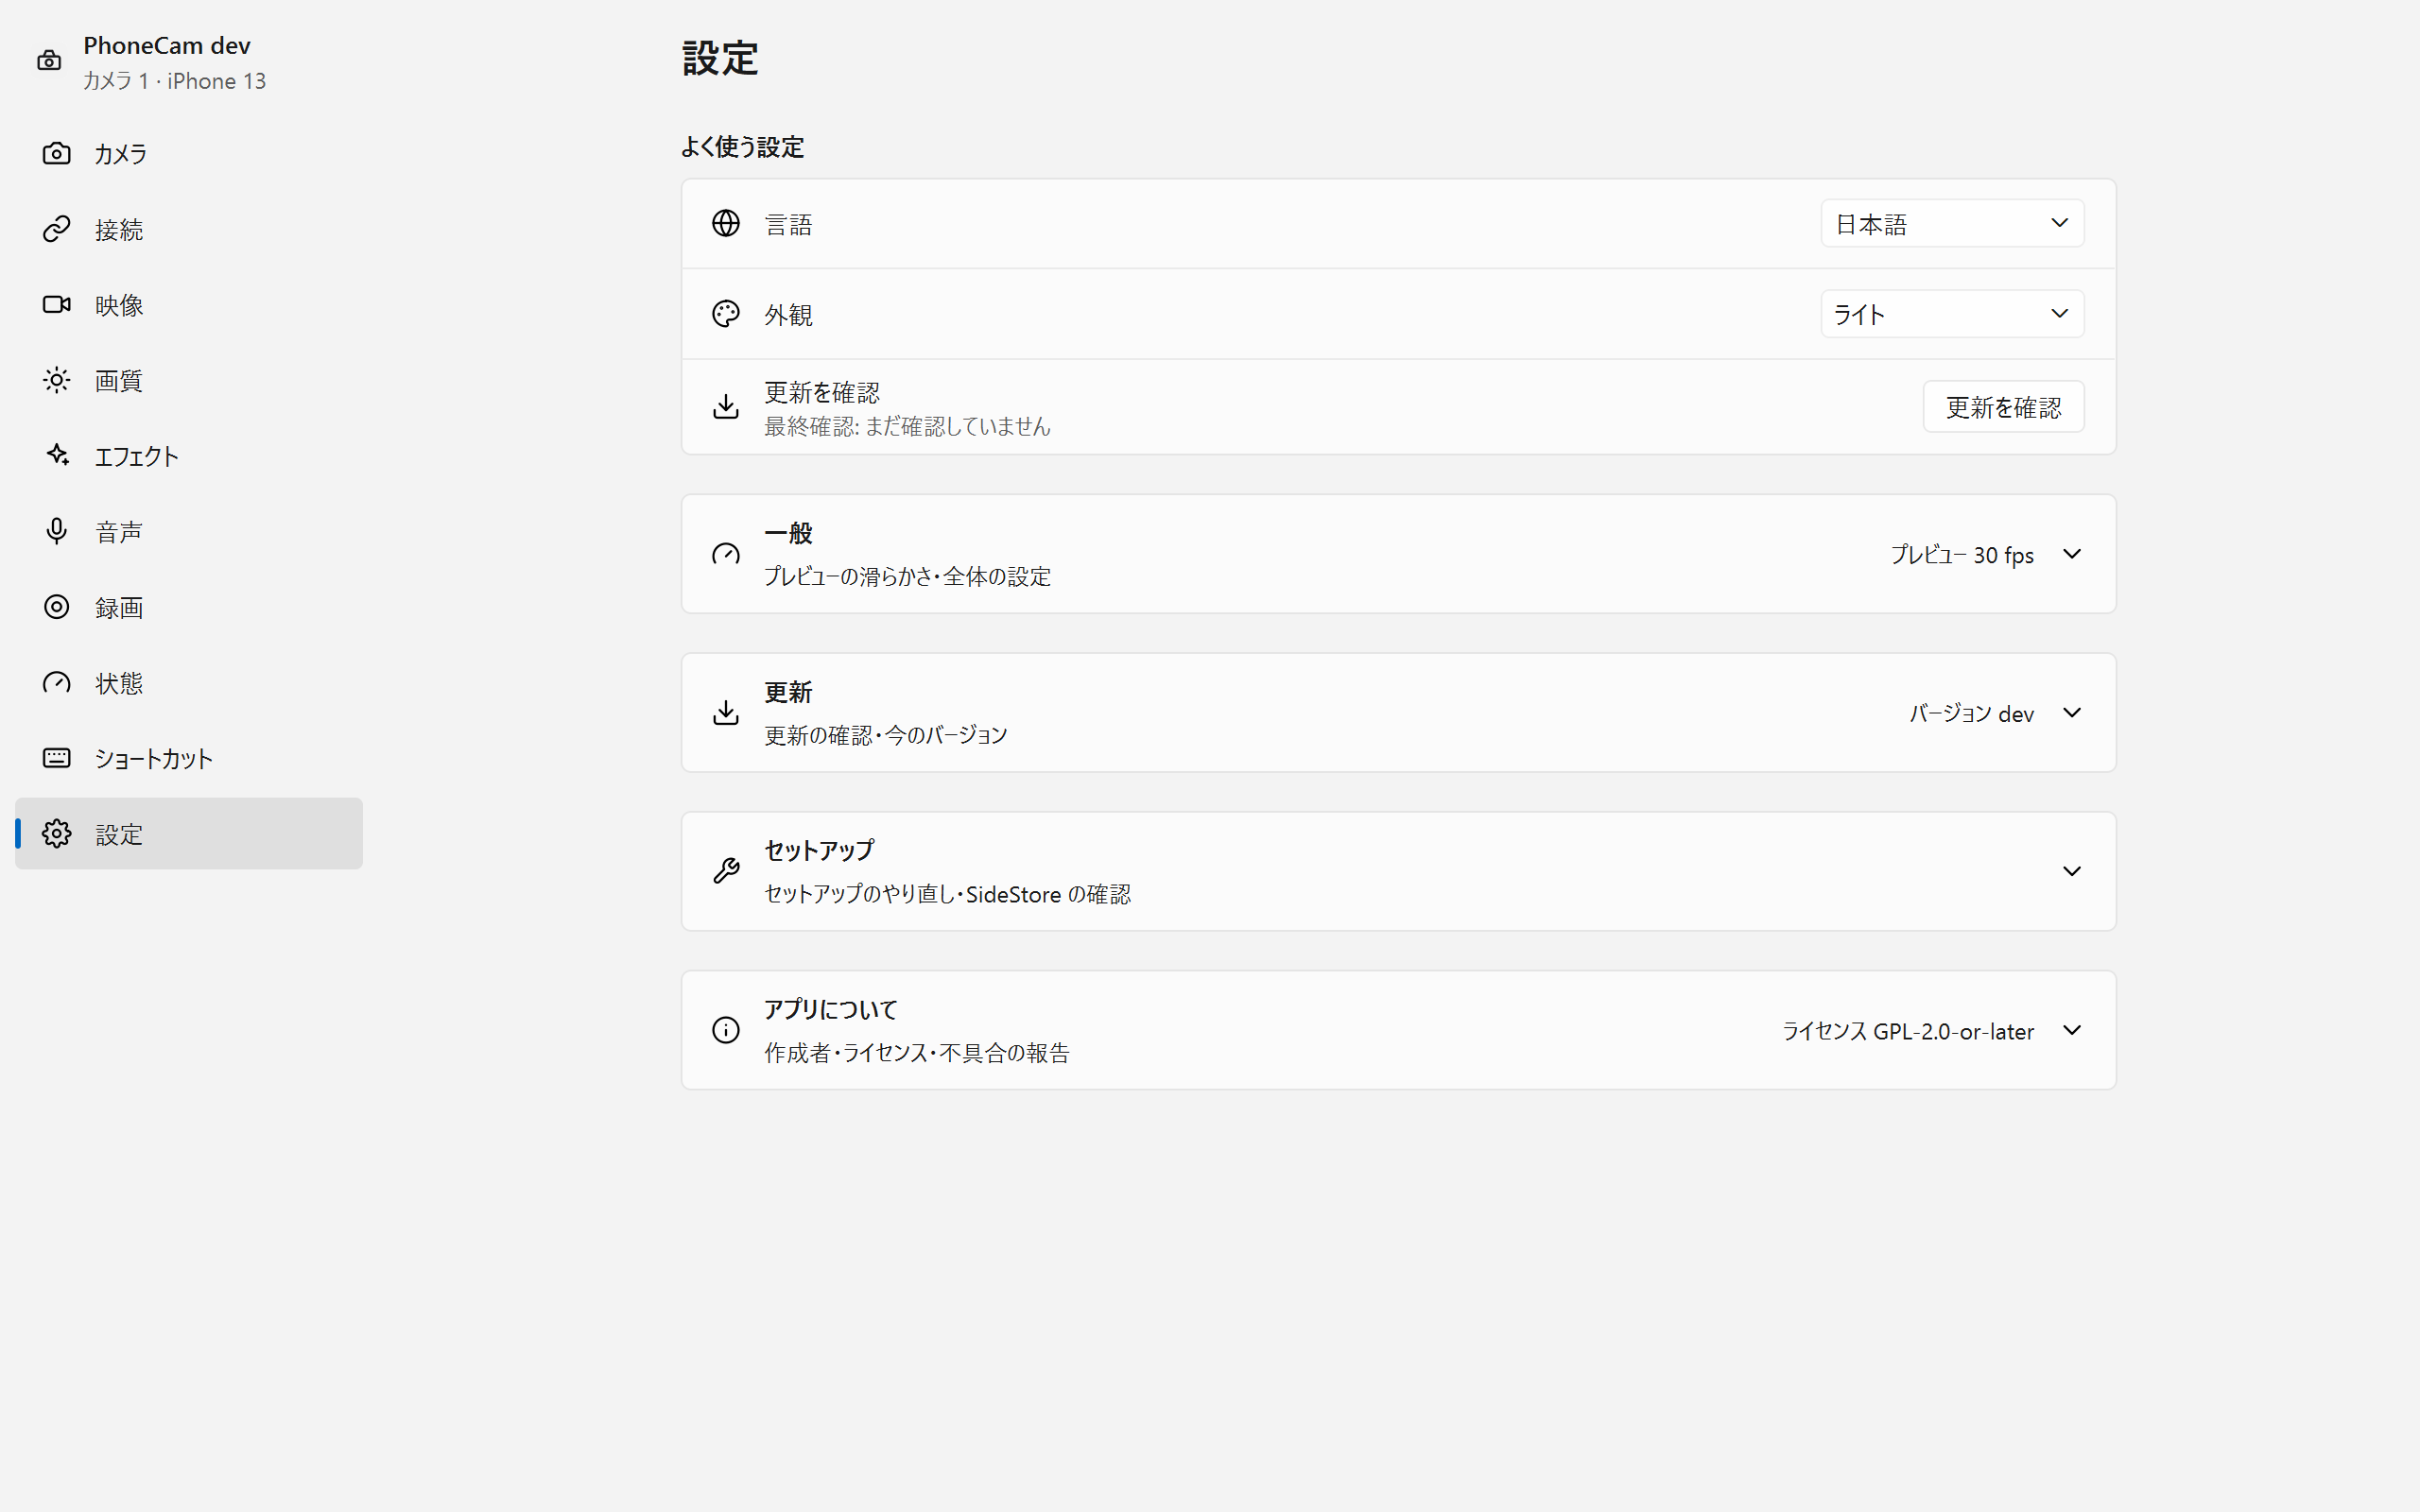 PhoneCam dev
カメラ 1 · iPhone 13
カメラ
接続
映像
画質
エフェクト
音声
録画
状態
ショートカット
設定
設定
よく使う設定
言語
日本語
外観
ライト
更新を確認
最終確認: まだ確認していません
更新を確認
一般
プレビューの滑らかさ・全体の設定
プレビュー 30 fps
更新
更新の確認・今のバージョン
バージョン dev
セットアップ
セットアップのやり直し・SideStore の確認
アプリについて
作成者・ライセンス・不具合の報告
ライセンス GPL-2.0-or-later